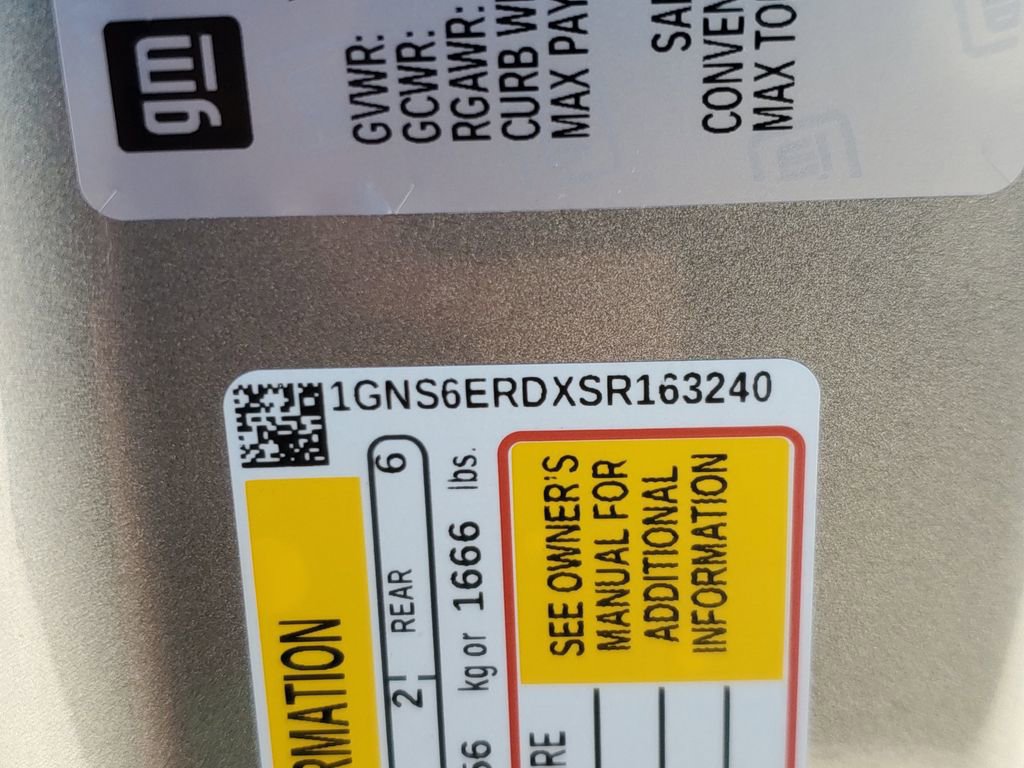 gm
GVWR:
GCWR:
RGAWR:
CURB
MAX PAY
CONVEN
MAX TO
1GNS6ERDXSR163240
RMATION
2 REAR 6
kg or 1666 lbs.
SEE OWNER'S
MANUAL FOR
ADDITIONAL
INFORMATION